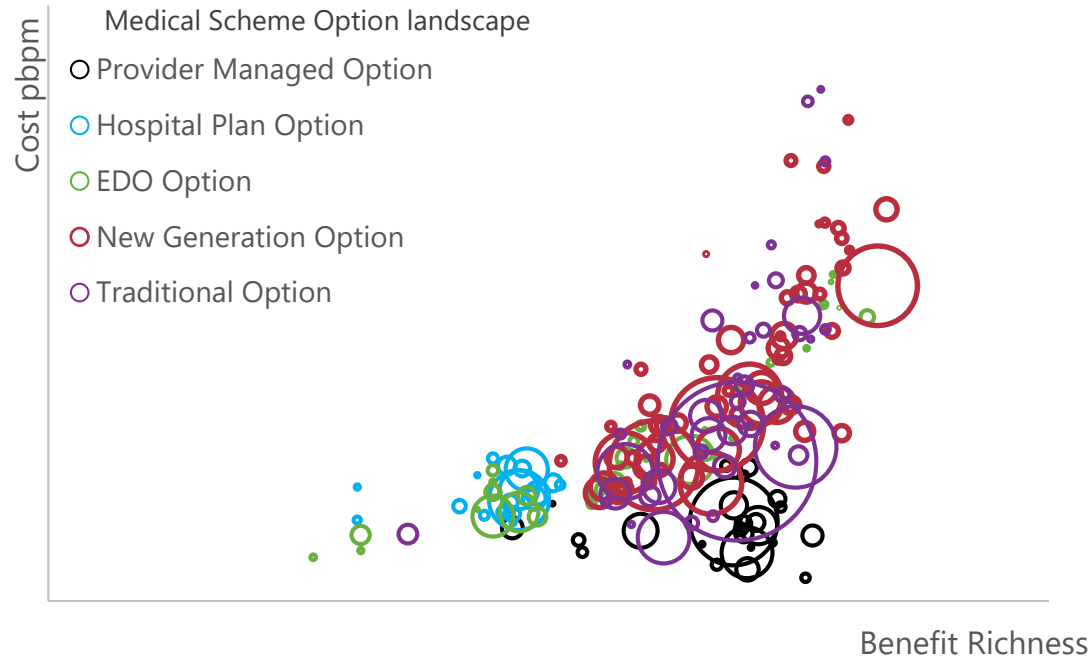 Medical Scheme Option landscape
Cost pbpm
Provider Managed Option
Hospital Plan Option
EDO Option
New Generation Option
Traditional Option
Benefit Richness